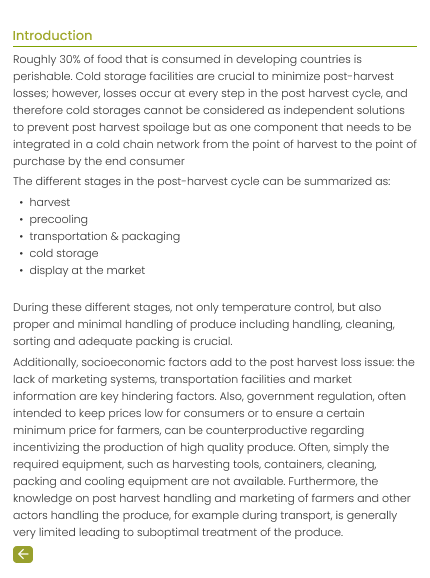 Introduction
Roughly 30% of food that is consumed in developing countries is
perishable. Cold storage facilities are crucial to minimize post-harvest
losses; however, losses occur at every step in the post harvest cycle, and
therefore cold storages cannot be considered as independent solutions
to prevent post harvest spoilage but as one component that needs to be
integrated in a cold chain network from the point of harvest to the point of
purchase by the end consumer
The different stages in the post-harvest cycle can be summarized as:
• harvest
• precooling
• transportation & packaging
• cold storage
• display at the market
During these different stages, not only temperature control, but also
proper and minimal handling of produce including handling, cleaning,
sorting and adequate packing is crucial.
Additionally, socioeconomic factors add to the post harvest loss issue: the
lack of marketing systems, transportation facilities and market
information are key hindering factors. Also, government regulation, often
intended to keep prices low for consumers or to ensure a certain
minimum price for farmers, can be counterproductive regarding
incentivizing the production of high quality produce. Often, simply the
required equipment, such as harvesting tools, containers, cleaning,
packing and cooling equipment are not available. Furthermore, the
knowledge on post harvest handling and marketing of farmers and other
actors handling the produce, for example during transport, is generally
very limited leading to suboptimal treatment of the produce.